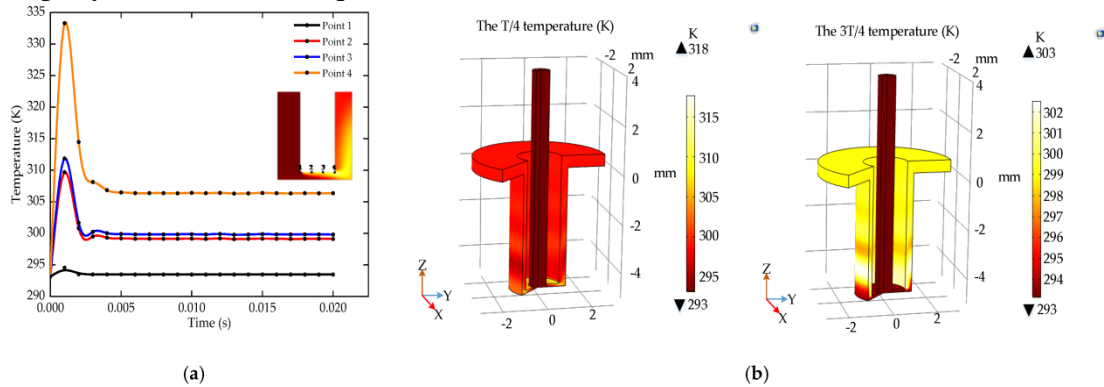 335
330
325
320
315
310
305
300
295
290
Temperature (K)
0.000
0.005
0.010
0.015
0.020
0.025
Time (s)
Point 1
Point 2
Point 3
Point 4
(a)
The T/4 temperature (K)
K
▲ 318
mm
-2
0
2
4
2
0
mm
-2
-4
-2
0
2
315
310
305
300
295
▼ 293
Z
Y
X
The 3T/4 temperature (K)
K
▲ 303
mm
-2
0
2
4
2
0
mm
-2
-4
-2
0
2
302
301
300
299
298
297
296
295
294
▼ 293
Z
Y
X
(b)